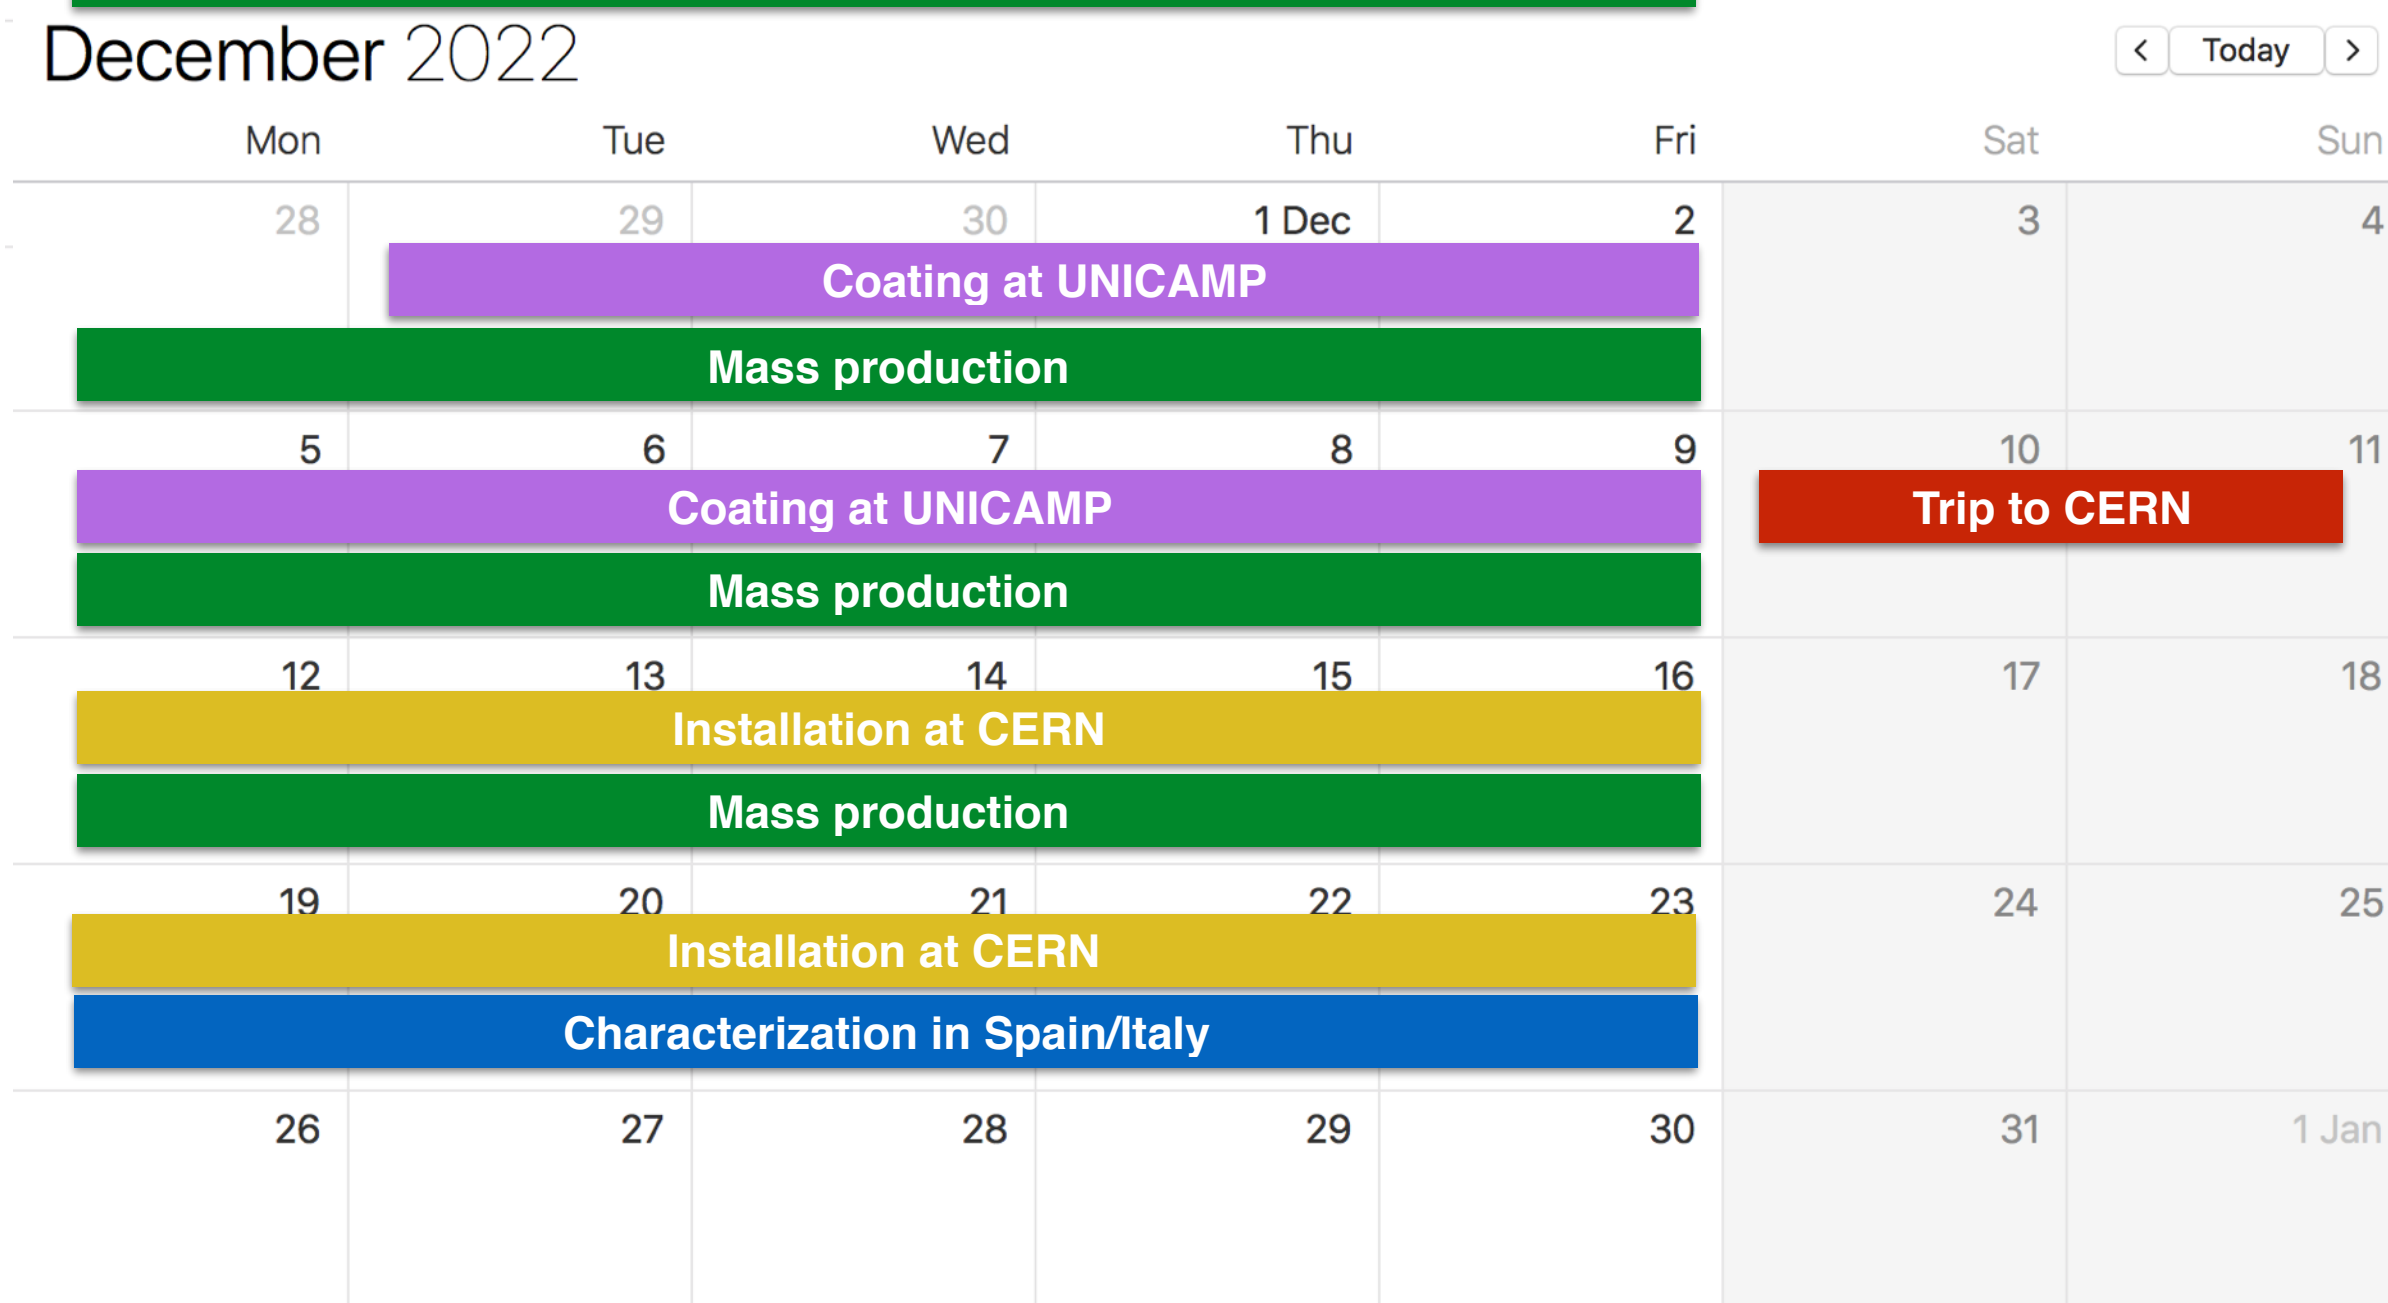 December 2022
< Today >
Mon Tue Wed Thu Fri Sat Sun
28 29 30 1 Dec 2 3 4
Coating at UNICAMP
Mass production
5 6 7 8 9 10 11
Coating at UNICAMP Trip to CERN
Mass production
12 13 14 15 16 17 18
Installation at CERN
Mass production
19 20 21 22 23 24 25
Installation at CERN
Characterization in Spain/Italy
26 27 28 29 30 31 1 Jan